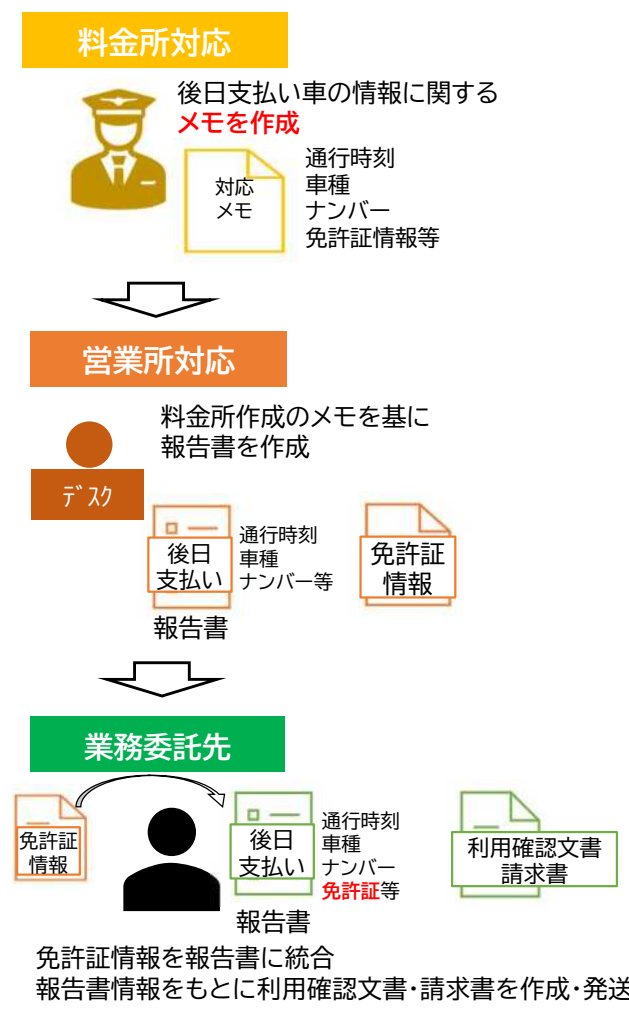 料金所対応
後日支払い車の情報に関する
メモを作成
対応
メモ
通行時刻
車種
ナンバー
免許証情報等
営業所対応
料金所作成のメモを基に
報告書を作成
ﾃﾞｽｸ
後日
支払い
通行時刻
車種
ナンバー等
報告書
免許証
情報
業務委託先
免許証
情報
後日
支払い
通行時刻
車種
ナンバー
免許証等
報告書
利用確認文書
請求書
免許証情報を報告書に統合
報告書情報をもとに利用確認文書・請求書を作成・発送